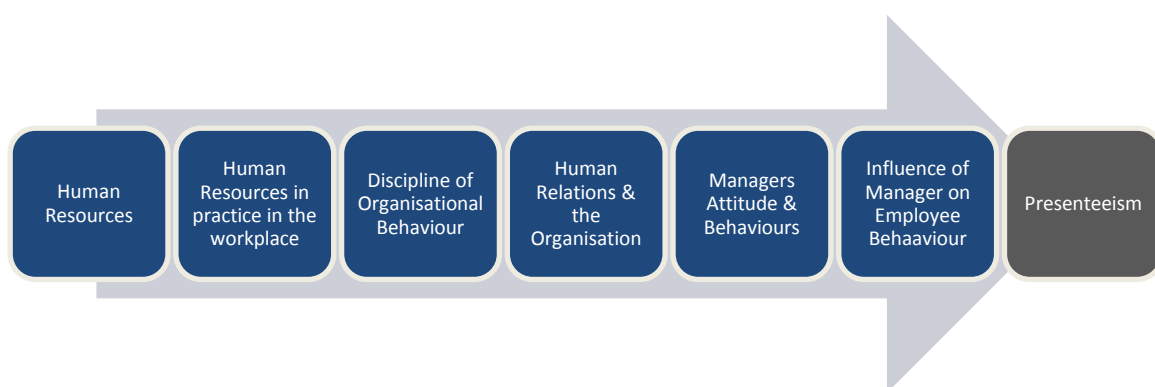 Human
Resources
Human
Resources in
practice in the
workplace
Discipline of
Organisational
Behaviour
Human
Relations &
the
Organisation
Managers
Attitude &
Behaviours
Influence of
Manager on
Employee
Behaaviour
Presenteeism